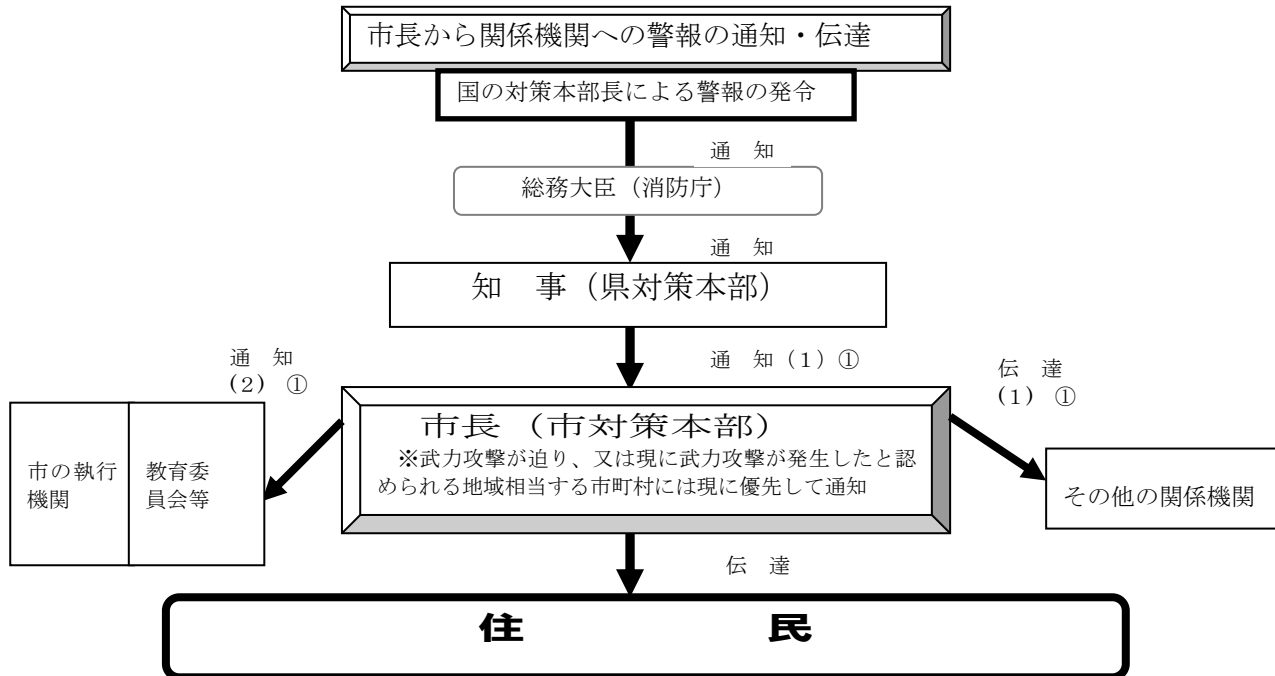 市長から関係機関への警報の通知・伝達
国の対策本部長による警報の発令
通　知
総務大臣（消防庁）
通　知
知　事（県対策本部）
通　知（1）①
通　知
(2) ①
伝　達
(1) ①
市の執行
機関
教育委
員会等
市長（市対策本部）
※武力攻撃が迫り、又は現に武力攻撃が発生したと認
められる地域相当する市町村には現に優先して通知
その他の関係機関
伝　達
住　民